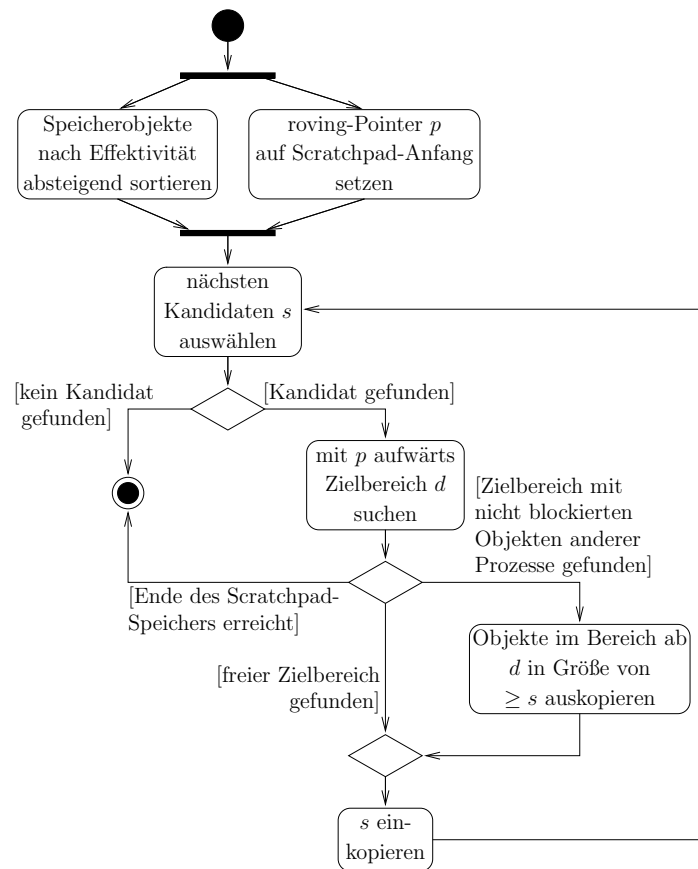 Speicherobjekte
nach Effektivität
absteigend sortieren
roving-Pointer p
auf Scratchpad-Anfang
setzen
nächsten
Kandidaten s
auswählen
[kein Kandidat
gefunden]
[Kandidat gefunden]
mit p aufwärts
Zielbereich d
suchen
[Zielbereich mit
nicht blockierten
Objekten anderer
Prozesse gefunden]
[Ende des Scratchpad-
Speichers erreicht]
[freier Zielbereich
gefunden]
Objekte im Bereich ab
d in Größe von
≥ s auskopieren
s ein-
kopieren